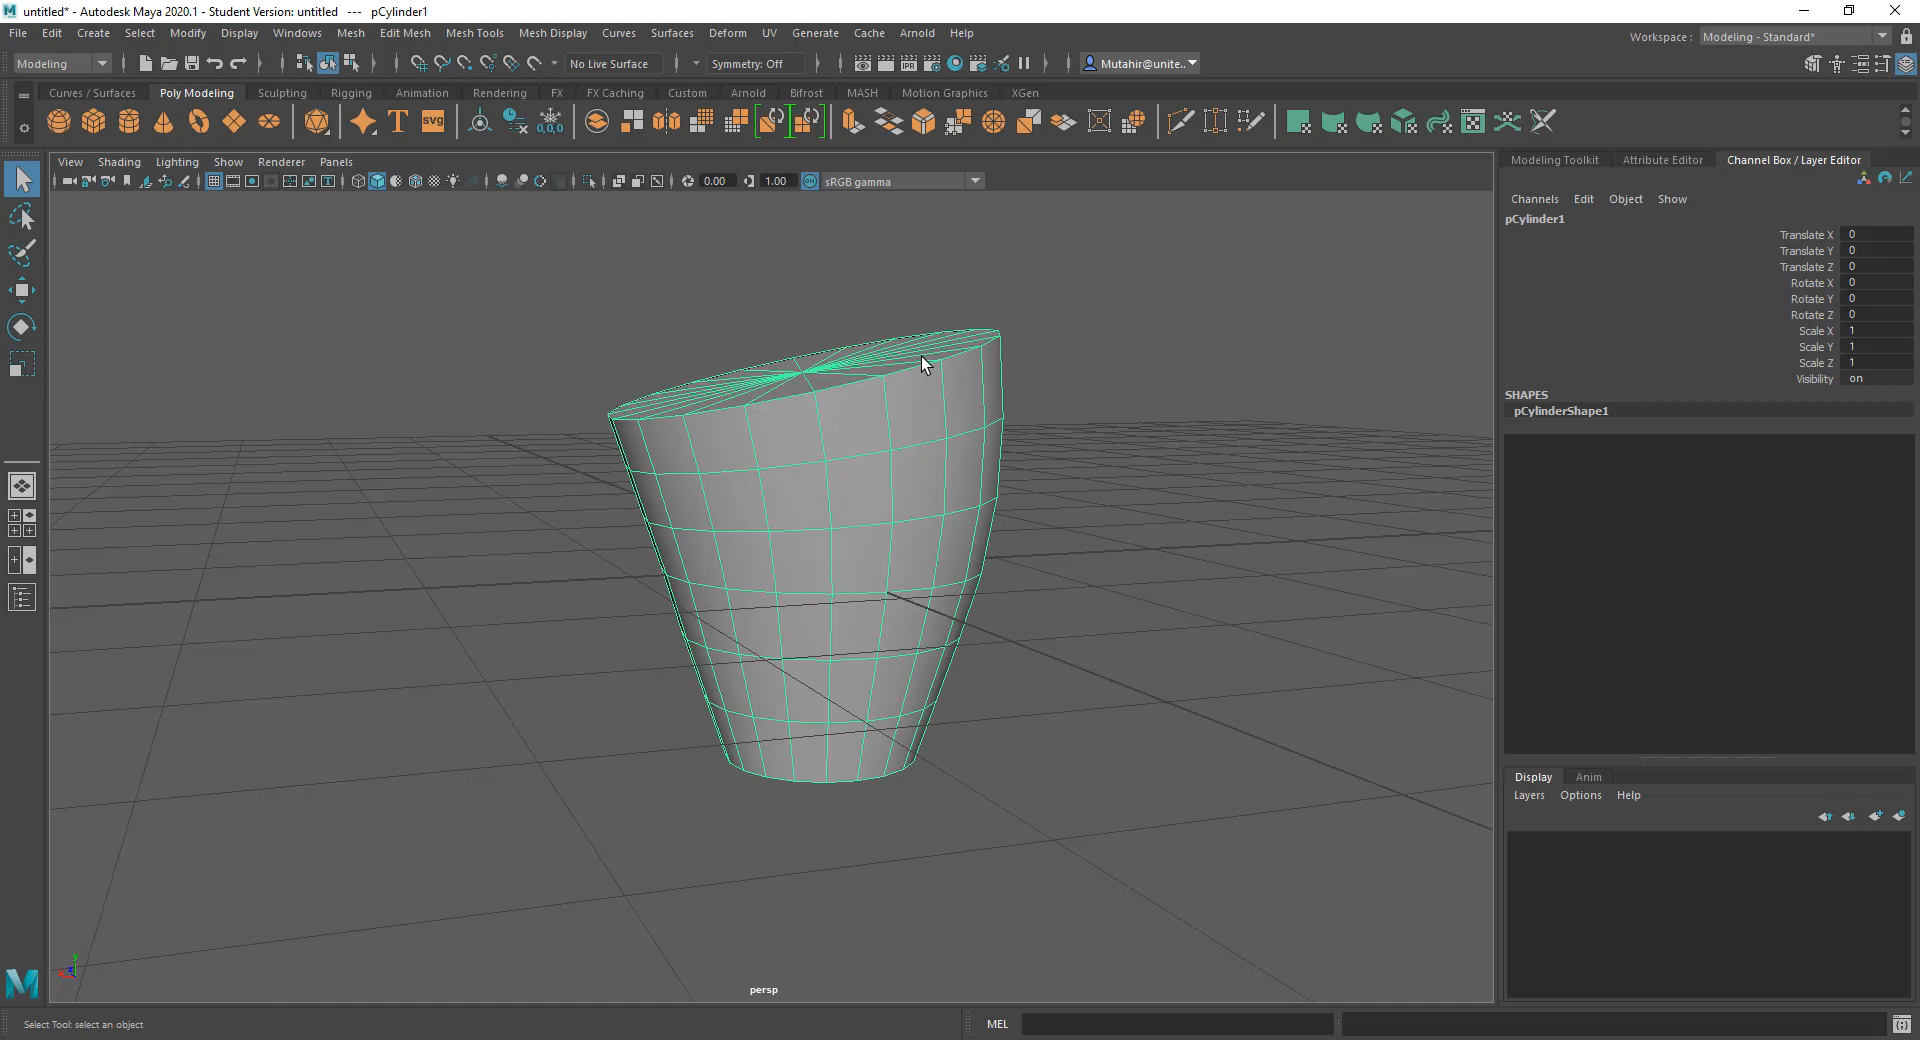 untitled* - Autodesk Maya 2020.1 - Student Version: untitled --- pCylinder1
File Edit Create Select Modify Display Windows Mesh Edit Mesh Mesh Tools Mesh Display Curves Surfaces Deform UV Generate Cache Arnold Help
Workspace : Modeling - Standard*
Modeling No Live Surface Symmetry: Off IPR Mutahir@unite..
Curves / Surfaces Poly Modeling Sculpting Rigging Animation Rendering FX FX Caching Custom Arnold Bifrost MASH Motion Graphics XGen
T SVG 0,0,0
View Shading Lighting Show Renderer Panels
0.00 1.00 ON sRGB gamma
Modeling Toolkit Attribute Editor Channel Box / Layer Editor
Channels Edit Object Show
pCylinder1
Translate X 0
Translate Y 0
Translate Z 0
Rotate X 0
Rotate Y 0
Rotate Z 0
Scale X 1
Scale Y 1
Scale Z 1
Visibility on
SHAPES
pCylinderShape1
Display Anim
Layers Options Help
y
persp
Select Tool: select an object
MEL